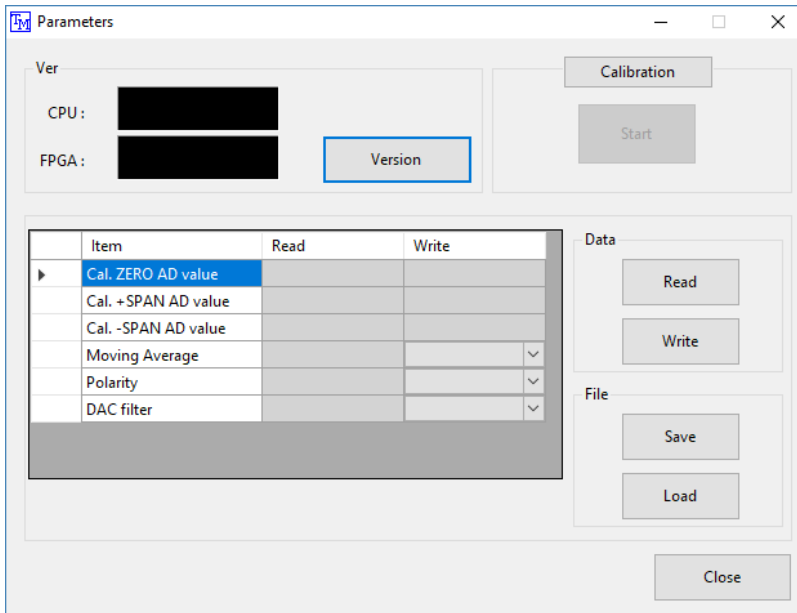 TM Parameters
Ver
CPU :
FPGA :
Version
Calibration
Start
Item Read Write
Cal. ZERO AD value
Cal. +SPAN AD value
Cal. -SPAN AD value
Moving Average
Polarity
DAC filter
Data
Read
Write
File
Save
Load
Close